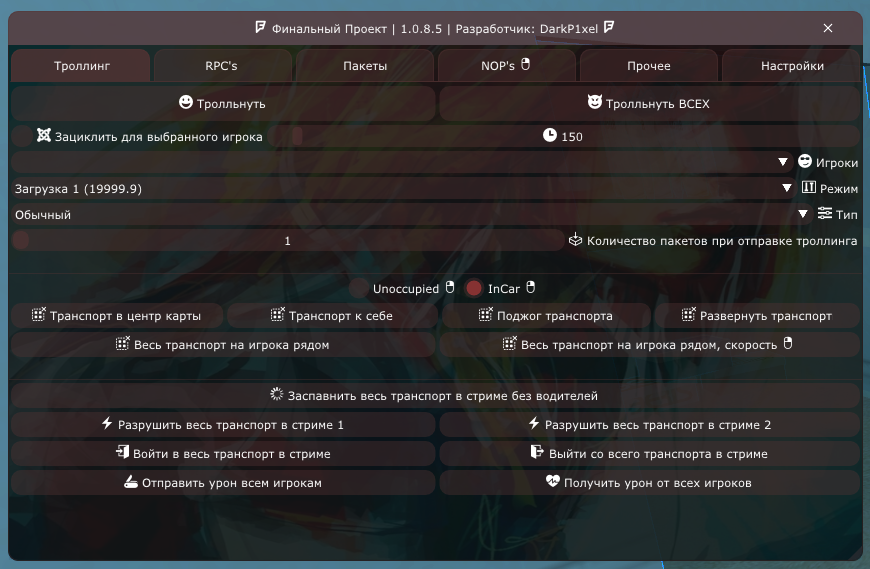 Финальный Проект | 1.0.8.5 | Разработчик: DarkP1xel
Троллинг RPC's Пакеты NOP's Прочее Настройки
Тролльнуть Тролльнуть ВСЕХ
Зациклить для выбранного игрока 150
Игроки
Загрузка 1 (19999.9) Режим
Обычный Тип
1 Количество пакетов при отправке троллинга
Unoccupied InCar
Транспорт в центр карты Транспорт к себе Поджог транспорта Развернуть транспорт
Весь транспорт на игрока рядом Весь транспорт на игрока рядом, скорость
Заспавнить весь транспорт в стриме без водителей
Разрушить весь транспорт в стриме 1 Разрушить весь транспорт в стриме 2
Войти в весь транспорт в стриме Выйти со всего транспорта в стриме
Отправить урон всем игрокам Получить урон от всех игроков